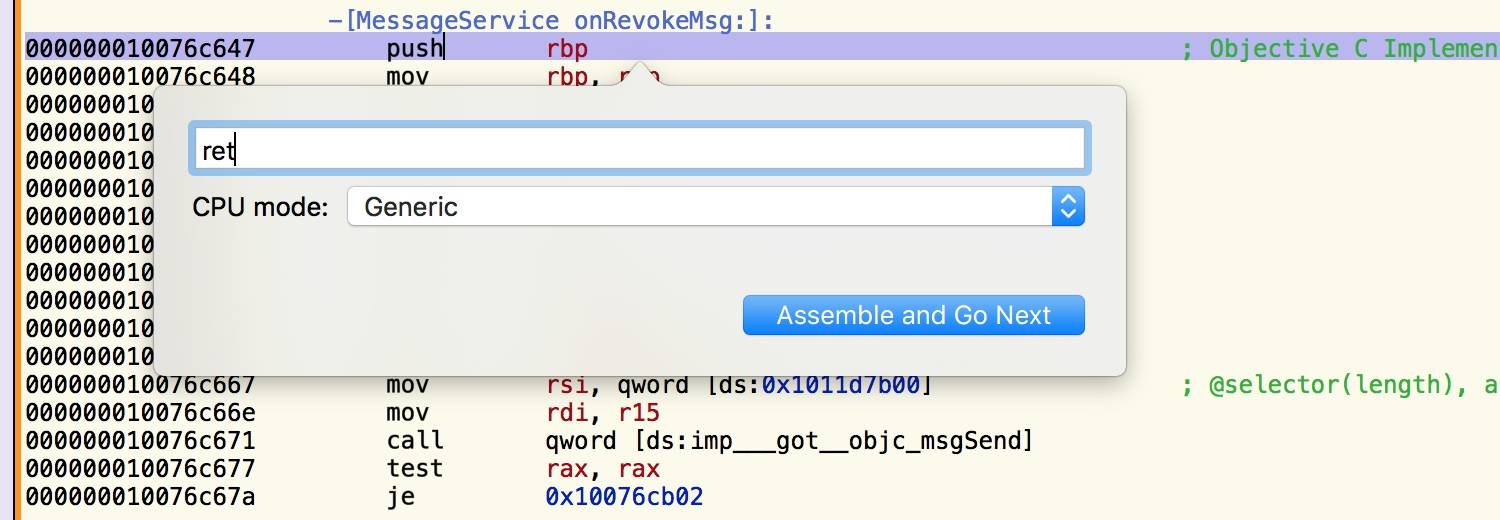 -[MessageService onRevokeMsg:]:
000000010076c647 push rbp ; Objective C Implemen
000000010076c648 mov rbp,
000000010
ret
000000010
000000010
000000010
CPU mode: Generic
000000010
000000010
000000010
000000010
000000010
Assemble and Go Next
000000010
000000010076c667 mov rsi, qword [ds:0x1011d7b00] ; @selector(length), a
000000010076c66e mov rdi, r15
000000010076c671 call qword [ds:imp___got__objc_msgSend]
000000010076c677 test rax, rax
000000010076c67a je 0x10076cb02